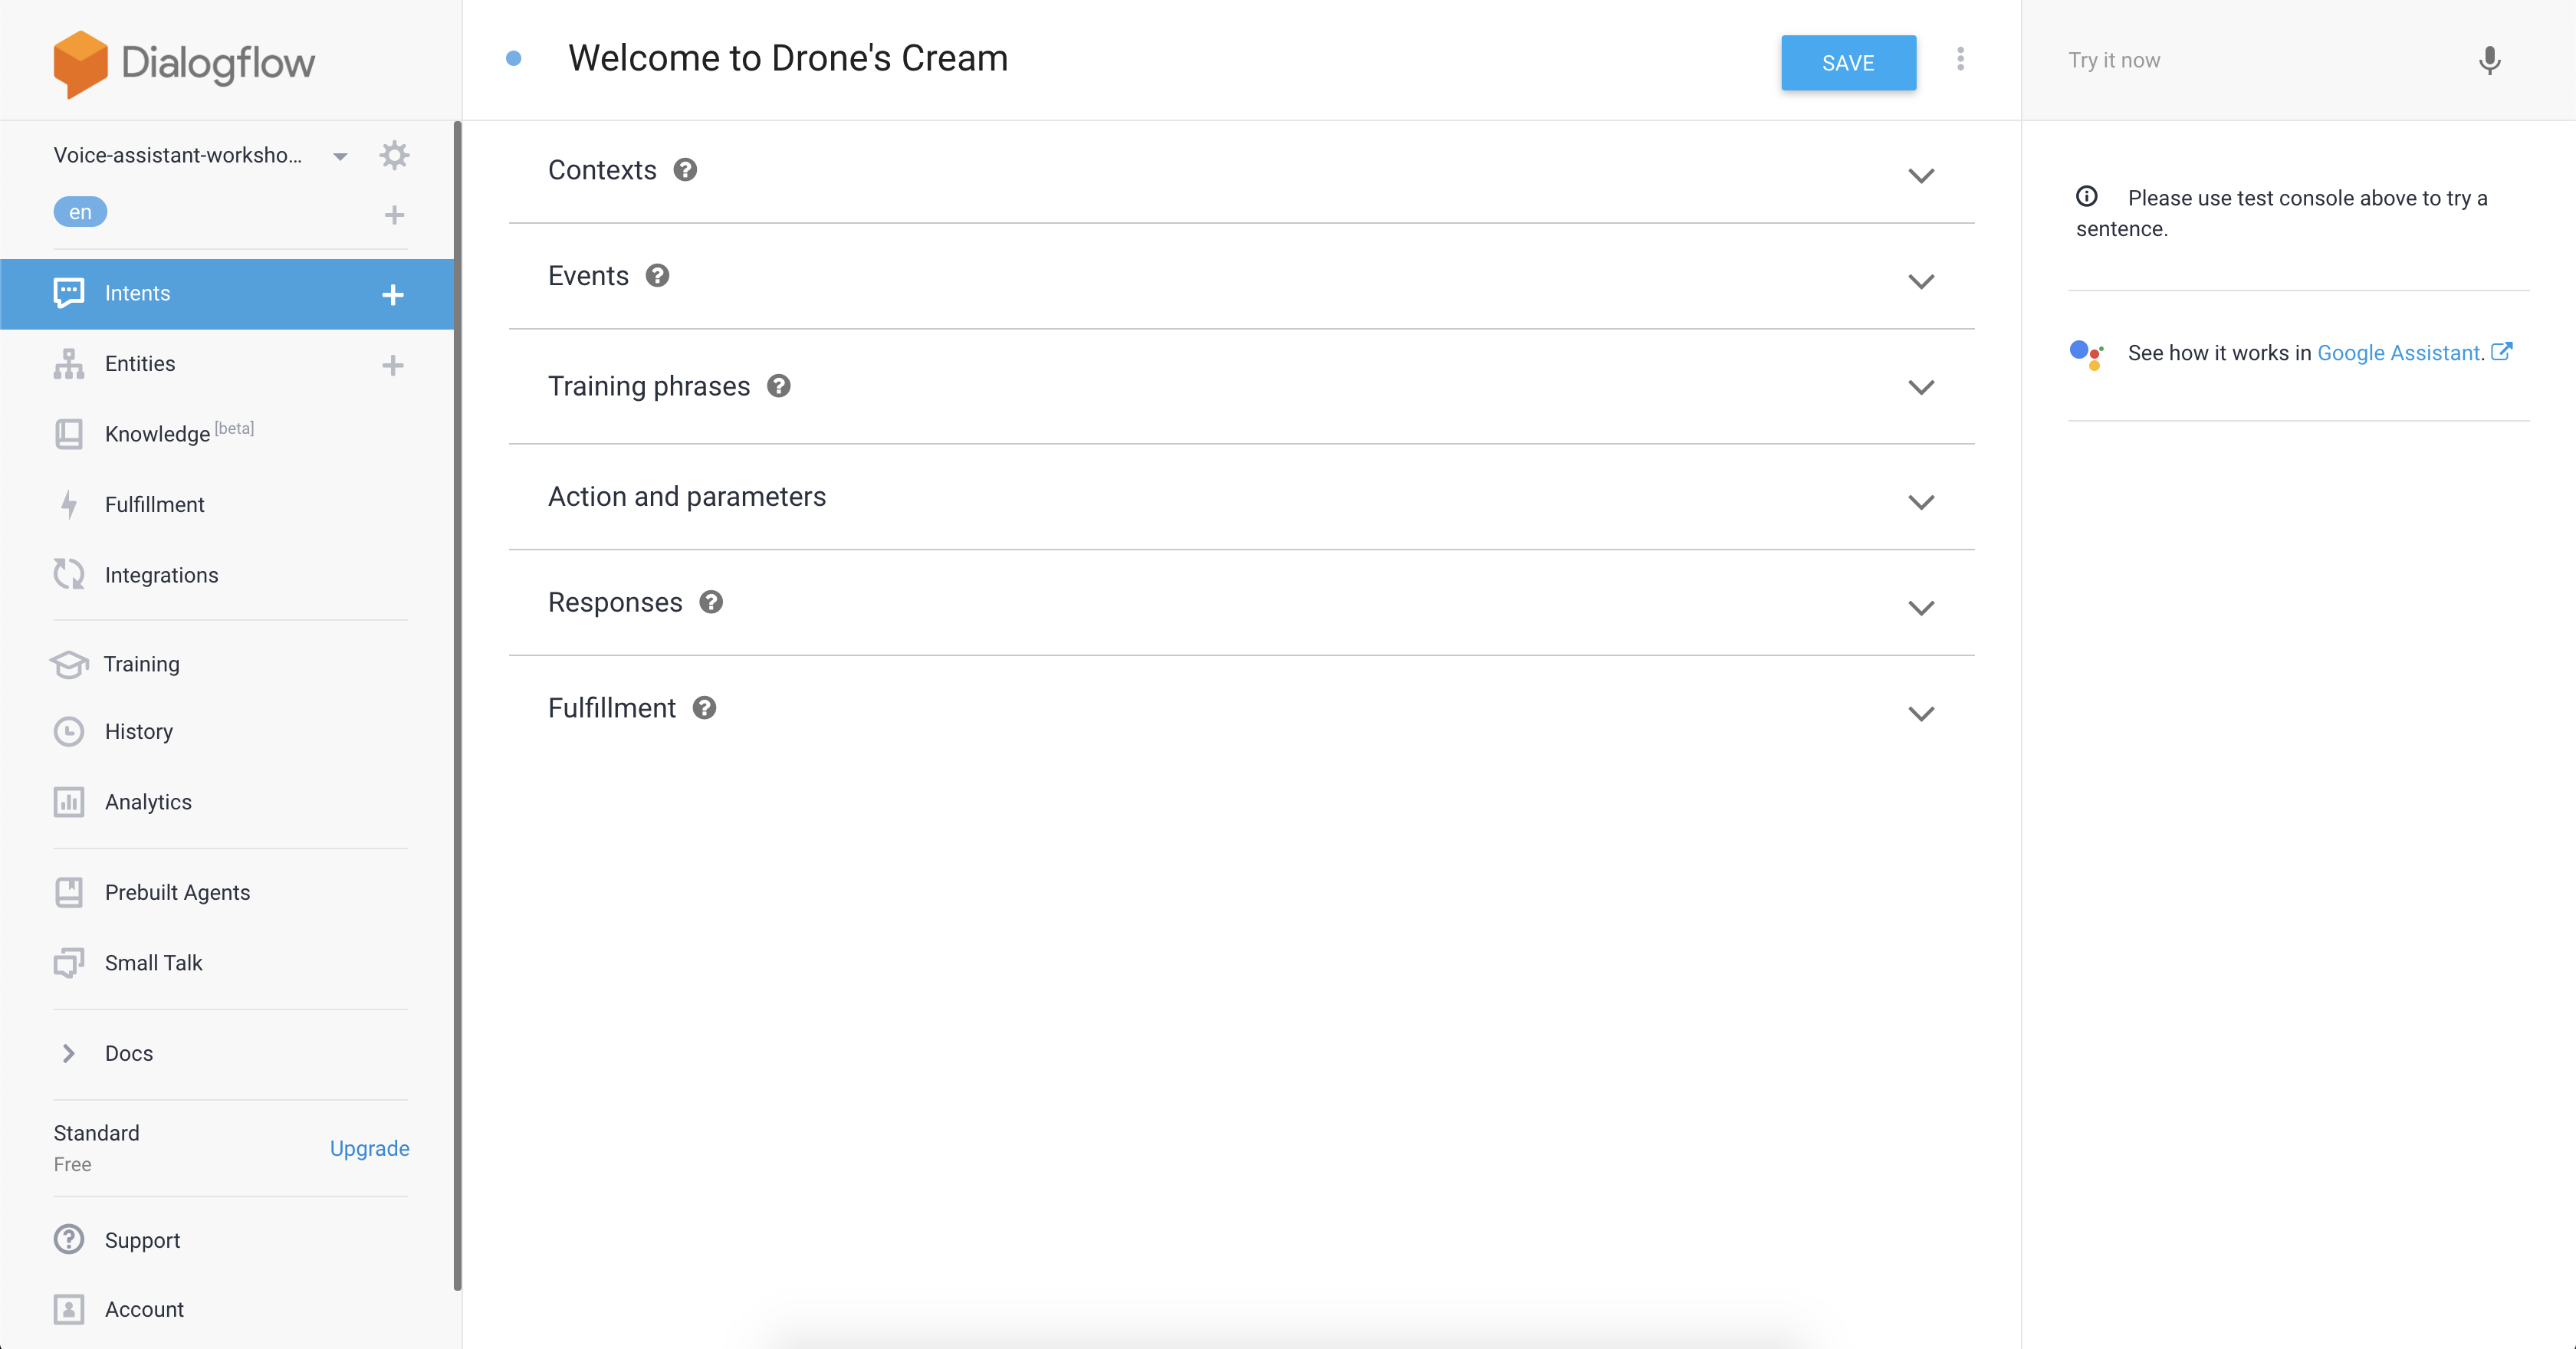 Dialogflow
Voice-assistant-worksho...
en
Intents
Entities
Knowledge [beta]
Fulfillment
Integrations
Training
History
Analytics
Prebuilt Agents
Small Talk
Docs
Standard
Free
Upgrade
Support
Account
Welcome to Drone's Cream
SAVE
Contexts
Events
Training phrases
Action and parameters
Responses
Fulfillment
Try it now
Please use test console above to try a
sentence.
See how it works in Google Assistant.